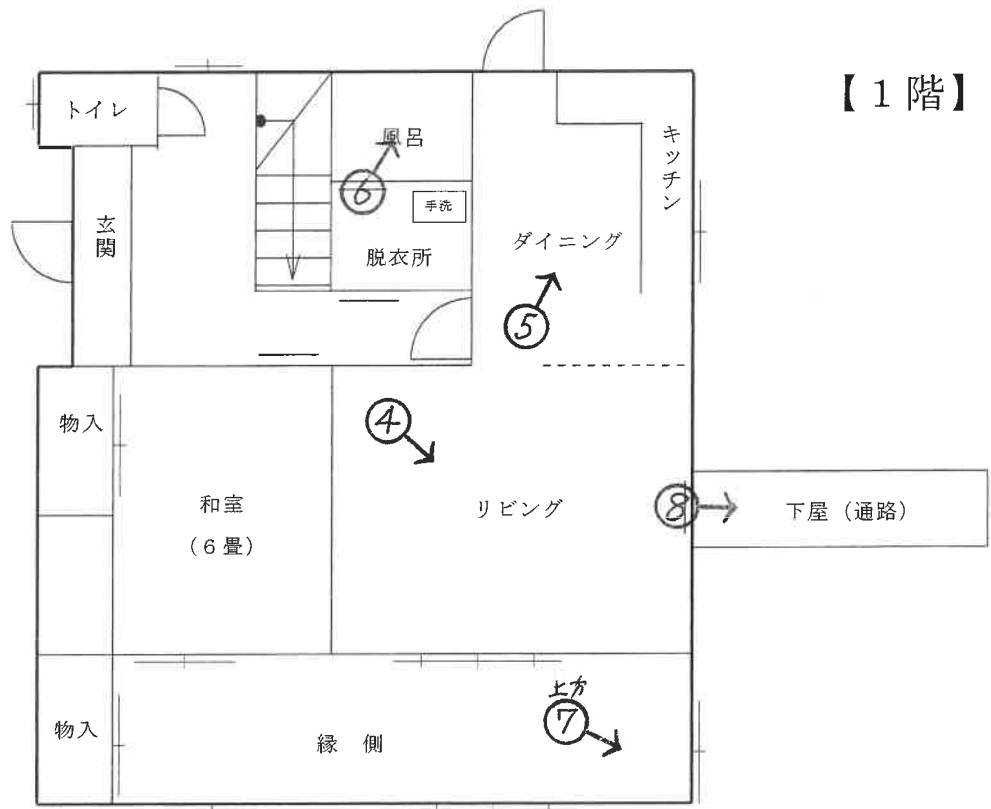 【1階】
トイレ
風呂
キッチン
⑥
手洗
玄関
ダイニング
脱衣所
⑤
物入
④
和室
(6畳)
リビング
⑧
下屋(通路)
上方
⑦
物入
縁側